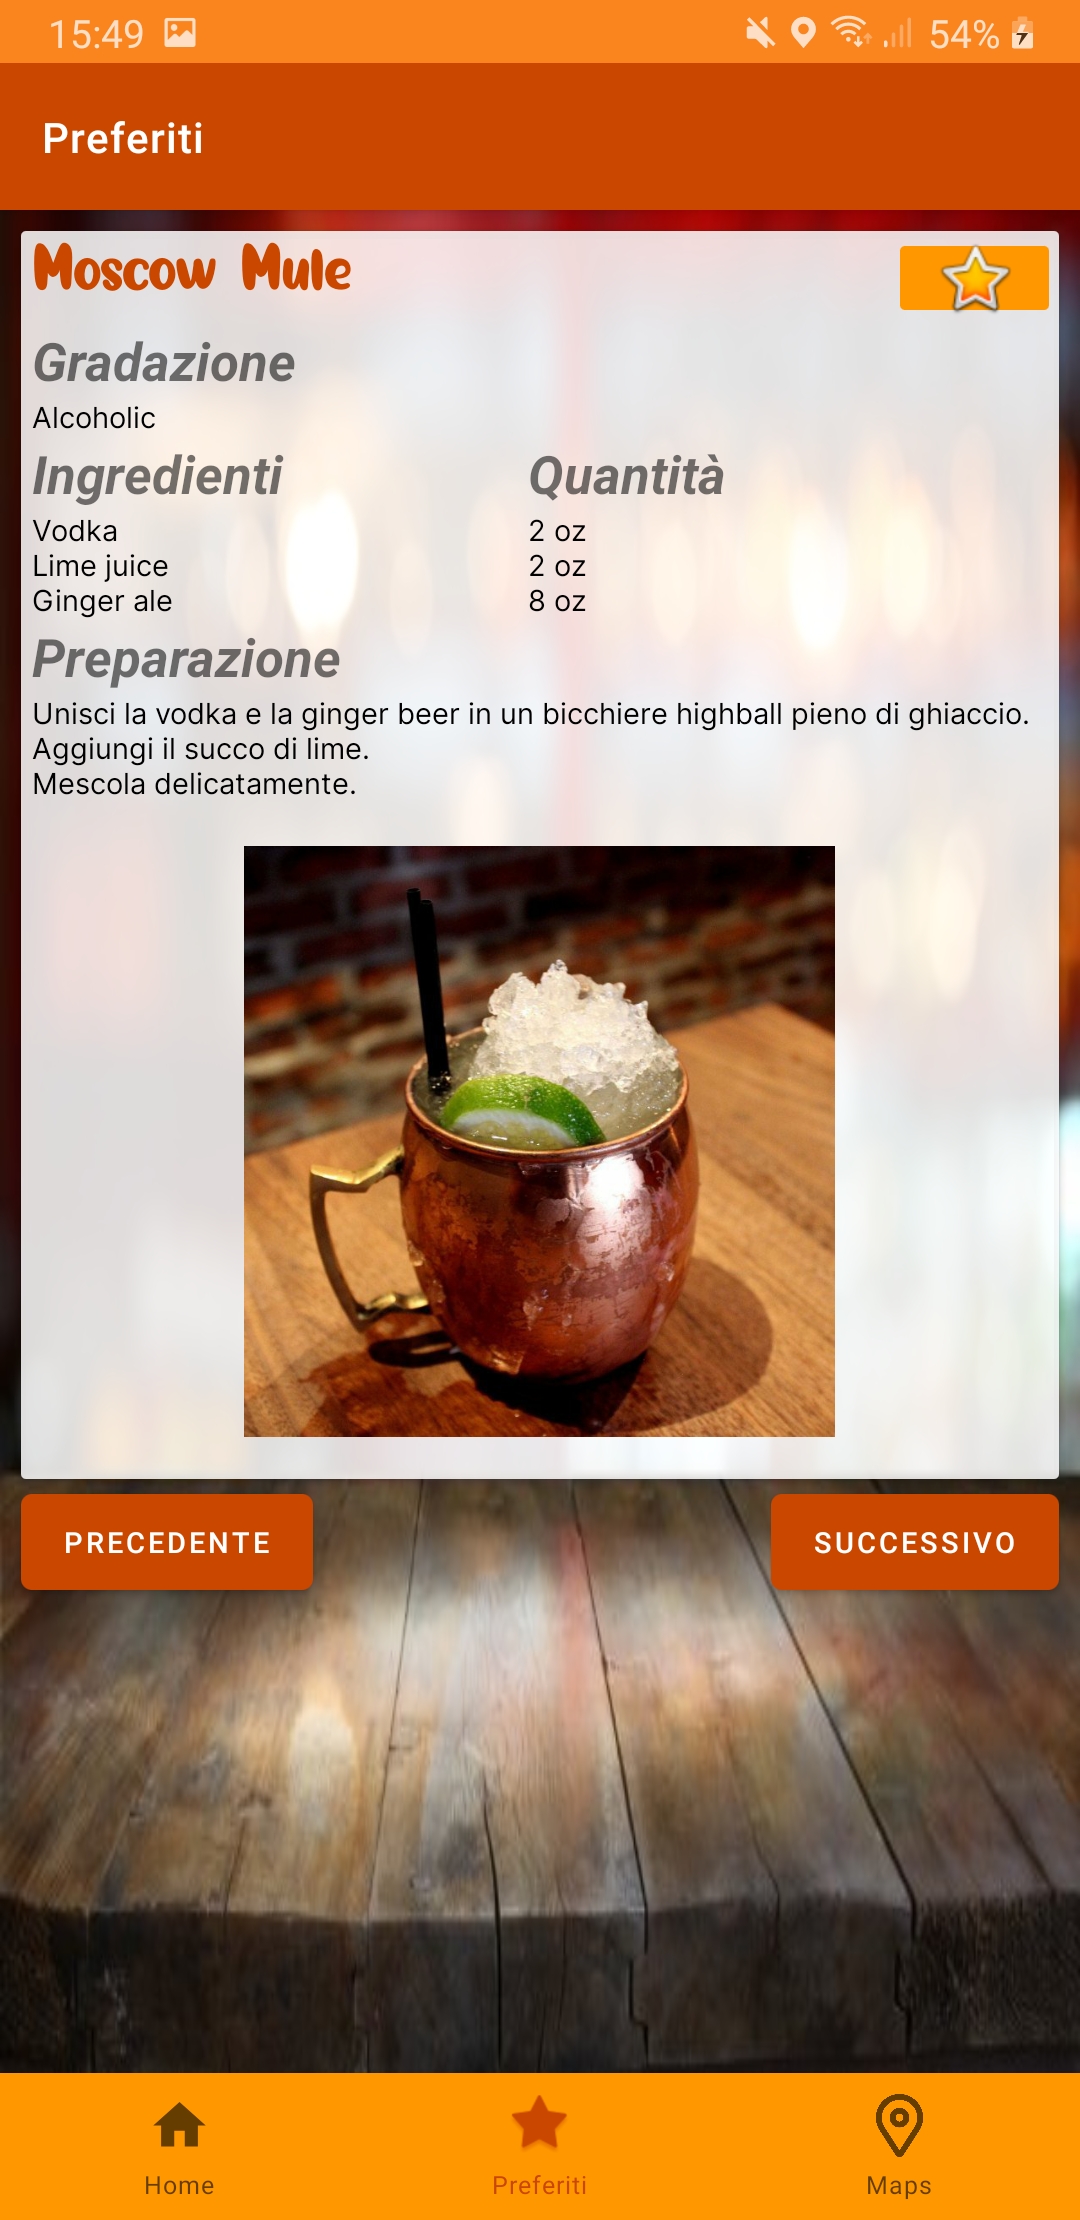 15:49 54%
Preferiti
Moscow Mule
Gradazione
Alcoholic
Ingredienti Quantità
Vodka 2 oz
Lime juice 2 oz
Ginger ale 8 oz
Preparazione
Unisci la vodka e la ginger beer in un bicchiere highball pieno di ghiaccio.
Aggiungi il succo di lime.
Mescola delicatamente.
PRECEDENTE SUCCESSIVO
Home Preferiti Maps